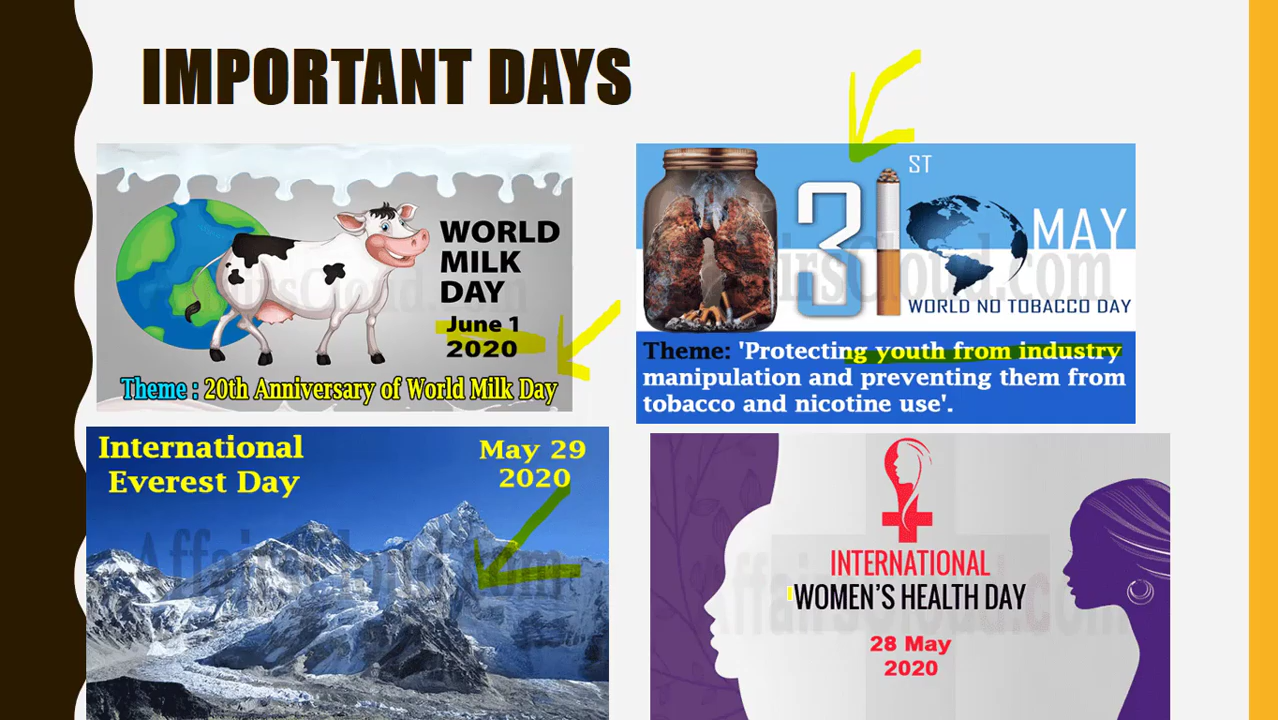 IMPORTANT DAYS
WORLD
MILK
DAY
June 1
2020
Theme : 20th Anniversary of World Milk Day
31
ST
MAY
WORLD NO TOBACCO DAY
Theme: 'Protecting youth from industry
manipulation and preventing them from
tobacco and nicotine use'.
International
Everest Day
May 29
2020
AffairsCloud.com
INTERNATIONAL
WOMEN'S HEALTH DAY
28 May
2020